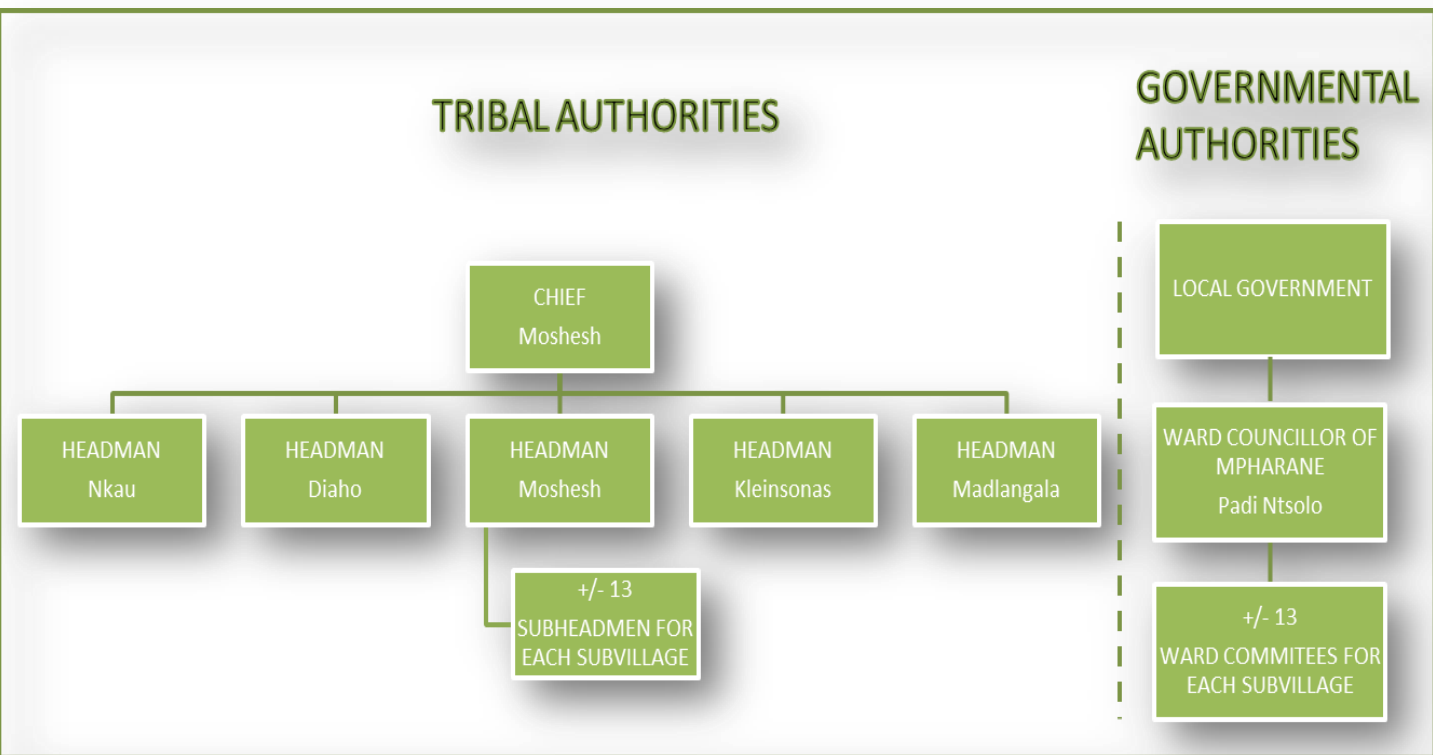 TRIBAL AUTHORITIES
GOVERNMENTAL
AUTHORITIES
CHIEF
Moshesh
HEADMAN
Nkau
HEADMAN
Diaho
HEADMAN
Moshesh
HEADMAN
Kleinsonas
HEADMAN
Madlangala
+/- 13
SUBHEADMEN FOR
EACH SUBVILLAGE
LOCAL GOVERNMENT
WARD COUNCILLOR OF
MPHARANE
Padi Ntsolo
+/- 13
WARD COMMITEES FOR
EACH SUBVILLAGE